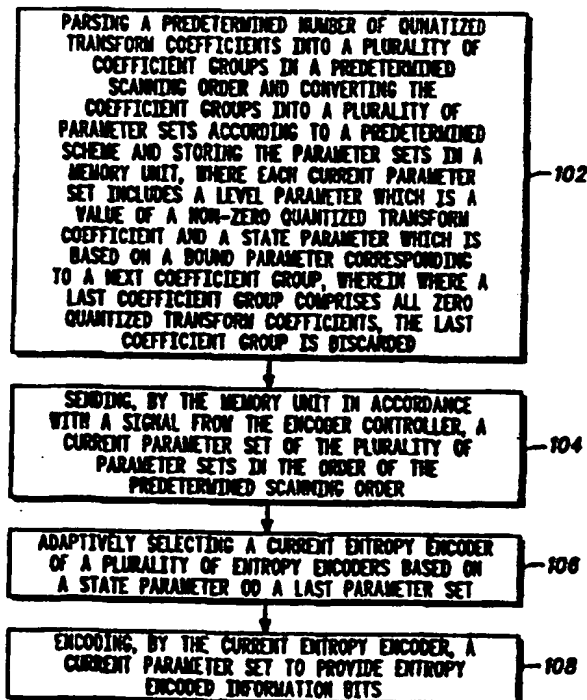 PARSING A PREDETERMINED NUMBER OF QUNATIZED
TRANSFORM COEFFICIENTS INTO A PLURALITY OF
COEFFICIENT GROUPS IN A PREDETERMINED
SCANNING ORDER AND CONVERTING THE
COEFFICIENT GROUPS INTO A PLURALITY OF
PARAMETER SETS ACCORDING TO A PREDETERMINED
SCHEME AND STORING THE PARAMETER SETS IN A
MEMORY UNIT, WHERE EACH CURRENT PARAMETER
SET INCLUDES A LEVEL PARAMETER WHICH IS A
VALUE OF A NON-ZERO QUANTIZED TRANSFORM
COEFFICIENT AND A STATE PARAMETER WHICH IS
BASED ON A BOUND PARAMETER CORRESPONDING
TO A NEXT COEFFICIENT GROUP, WHEREIN WHERE A
LAST COEFFICIENT GROUP COMPRISES ALL ZERO
QUANTIZED TRANSFORM COEFFICIENTS, THE LAST
COEFFICIENT GROUP IS DISCARDED
102
SENDING, BY THE MEMORY UNIT IN ACCORDANCE
WITH A SIGNAL FROM THE ENCODER CONTROLLER, A
CURRENT PARAMETER SET OF THE PLURALITY OF
PARAMETER SETS IN THE ORDER OF THE
PREDETERMINED SCANNING ORDER
104
ADAPTIVELY SELECTING A CURRENT ENTROPY ENCODER
OF A PLURALITY OF ENTROPY ENCODERS BASED ON
A STATE PARAMETER OD A LAST PARAMETER SET
106
ENCODING, BY THE CURRENT ENTROPY ENCODER, A
CURRENT PARAMETER SET TO PROVIDE ENTROPY
ENCODED INFORMATION BITS
108